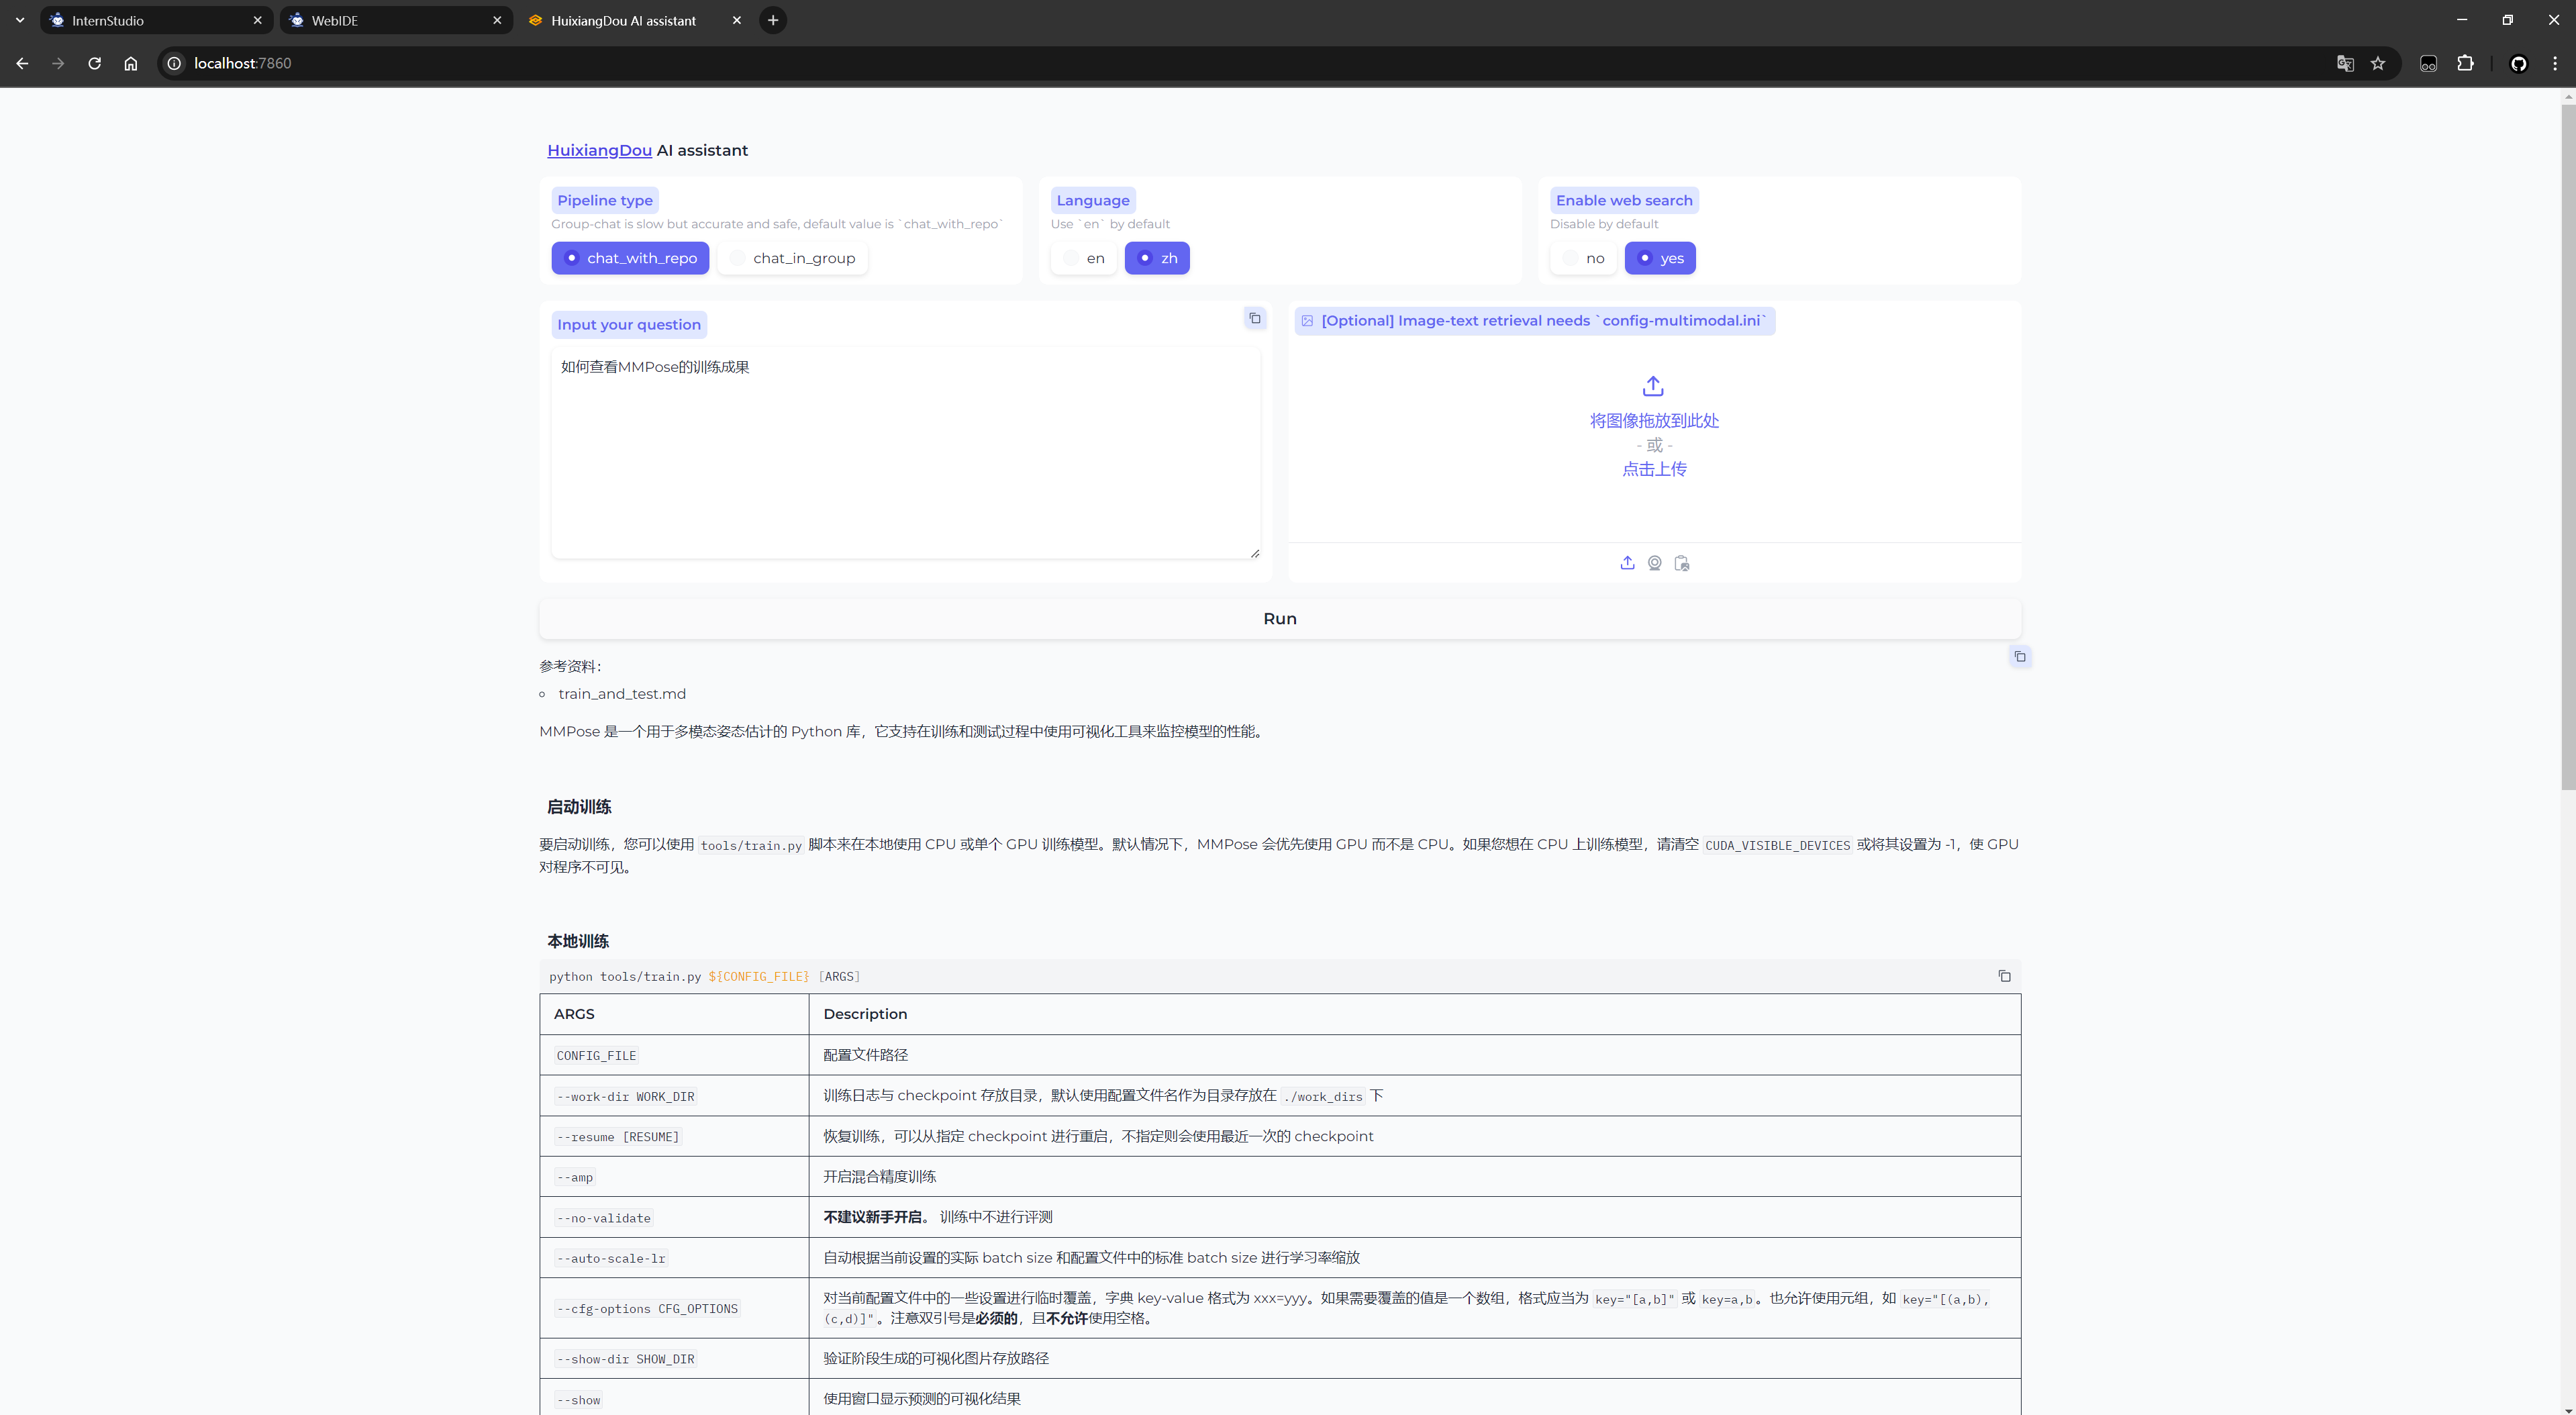 InternStudio
WebIDE
HuixiangDou AI assistant
localhost:7860
HuixiangDou AI assistant
Pipeline type
Group-chat is slow but accurate and safe, default value is `chat_with_repo`
chat_with_repo
chat_in_group
Language
Use `en` by default
en
zh
Enable web search
Disable by default
no
yes
Input your question
如何查看MMPose的训练成果
[Optional] Image-text retrieval needs `config-multimodal.ini`
将图像拖放到此处
- 或 -
点击上传
Run
参考资料：
train_and_test.md
MMPose 是一个用于多模态姿态估计的 Python 库，它支持在训练和测试过程中使用可视化工具来监控模型的性能。
启动训练
要启动训练，您可以使用 tools/train.py 脚本来在本地使用 CPU 或单个 GPU 训练模型。默认情况下，MMPose 会优先使用 GPU 而不是 CPU。如果您想在 CPU 上训练模型，请清空 CUDA_VISIBLE_DEVICES 或将其设置为 -1，使 GPU
对程序不可见。
本地训练
python tools/train.py ${CONFIG_FILE} [ARGS]
ARGS Description
CONFIG_FILE 配置文件路径
--work-dir WORK_DIR 训练日志与 checkpoint 存放目录，默认使用配置文件名作为目录存放在 ./work_dirs 下
--resume [RESUME] 恢复训练，可以从指定 checkpoint 进行重启，不指定则会使用最近一次的 checkpoint
--amp 开启混合精度训练
--no-validate 不建议新手开启。 训练中不进行评测
--auto-scale-lr 自动根据当前设置的实际 batch size 和配置文件中的标准 batch size 进行学习率缩放
--cfg-options CFG_OPTIONS 对当前配置文件中的一些设置进行临时覆盖，字典 key-value 格式为 xxx=yyy。如果需要覆盖的值是一个数组，格式应当为 key="[a,b]" 或 key=a,b 。也允许使用元组，如 key="[(a,b),
(c,d)]" 。注意双引号是必须的，且不允许使用空格。
--show-dir SHOW_DIR 验证阶段生成的可视化图片存放路径
--show 使用窗口显示预测的可视化结果